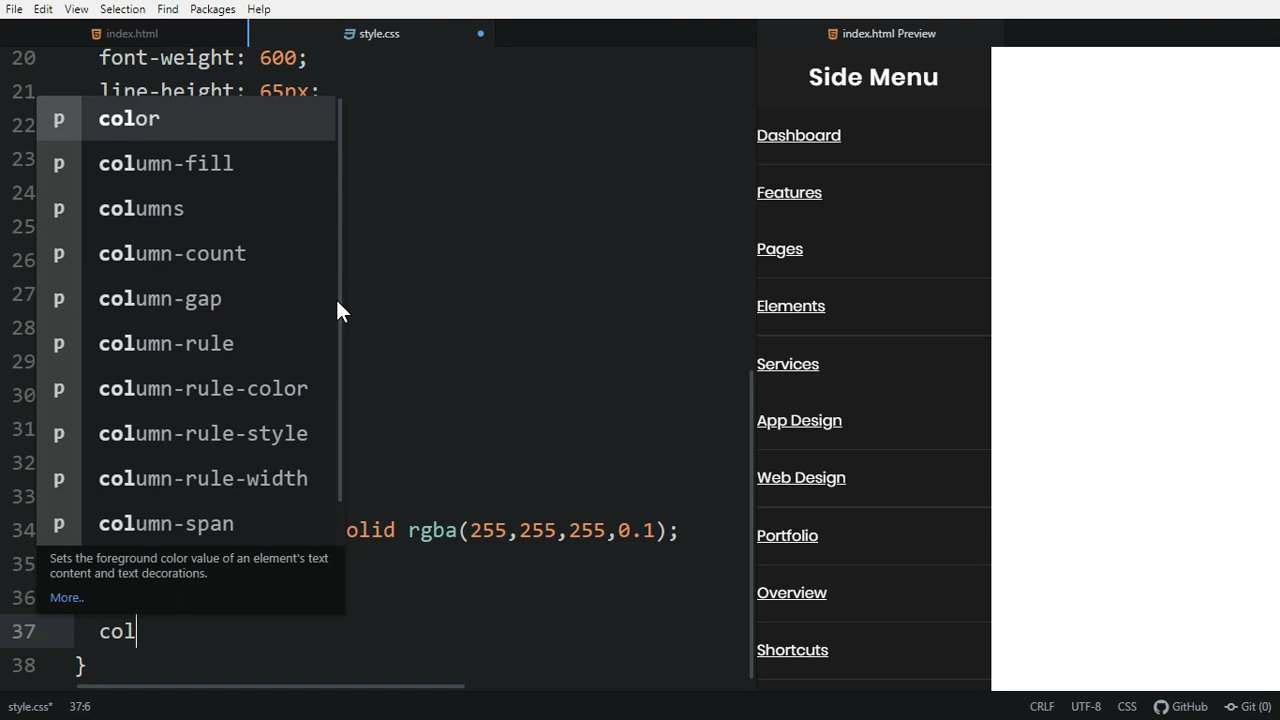 File Edit View Selection Find Packages Help
index.html
style.css
index.html Preview
20 font-weight: 600;
21 line-height: 65px;
22
23
24
25
26
27
28
29
30
31
32
33
34 olid rgba(255,255,255,0.1);
35
36
37 col
38 }
p color
p column-fill
p columns
p column-count
p column-gap
p column-rule
p column-rule-color
p column-rule-style
p column-rule-width
p column-span
Sets the foreground color value of an element's text
content and text decorations.
More..
Side Menu
Dashboard
Features
Pages
Elements
Services
App Design
Web Design
Portfolio
Overview
Shortcuts
style.css* 37:6
CRLF UTF-8 CSS GitHub Git (0)